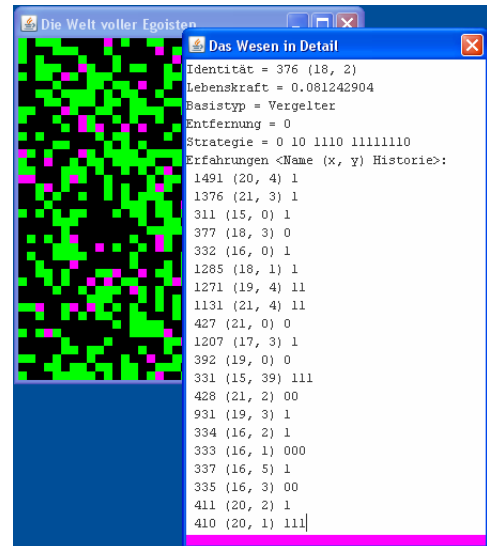 Die Welt voller Egoisten
Das Wesen in Detail
Identität = 376 (18, 2)
Lebenskraft = 0.081242904
Basistyp = Vergelter
Entfernung = 0
Strategie = 0 10 1110 11111110
Erfahrungen <Name (x, y) Historie>:
1491 (20, 4) 1
1376 (21, 3) 1
311 (15, 0) 1
377 (18, 3) 0
332 (16, 0) 1
1285 (18, 1) 1
1271 (19, 4) 11
1131 (21, 4) 11
427 (21, 0) 0
1207 (17, 3) 1
392 (19, 0) 0
331 (15, 39) 111
428 (21, 2) 00
931 (19, 3) 1
334 (16, 2) 1
333 (16, 1) 000
337 (16, 5) 1
335 (16, 3) 00
411 (20, 2) 1
410 (20, 1) 111